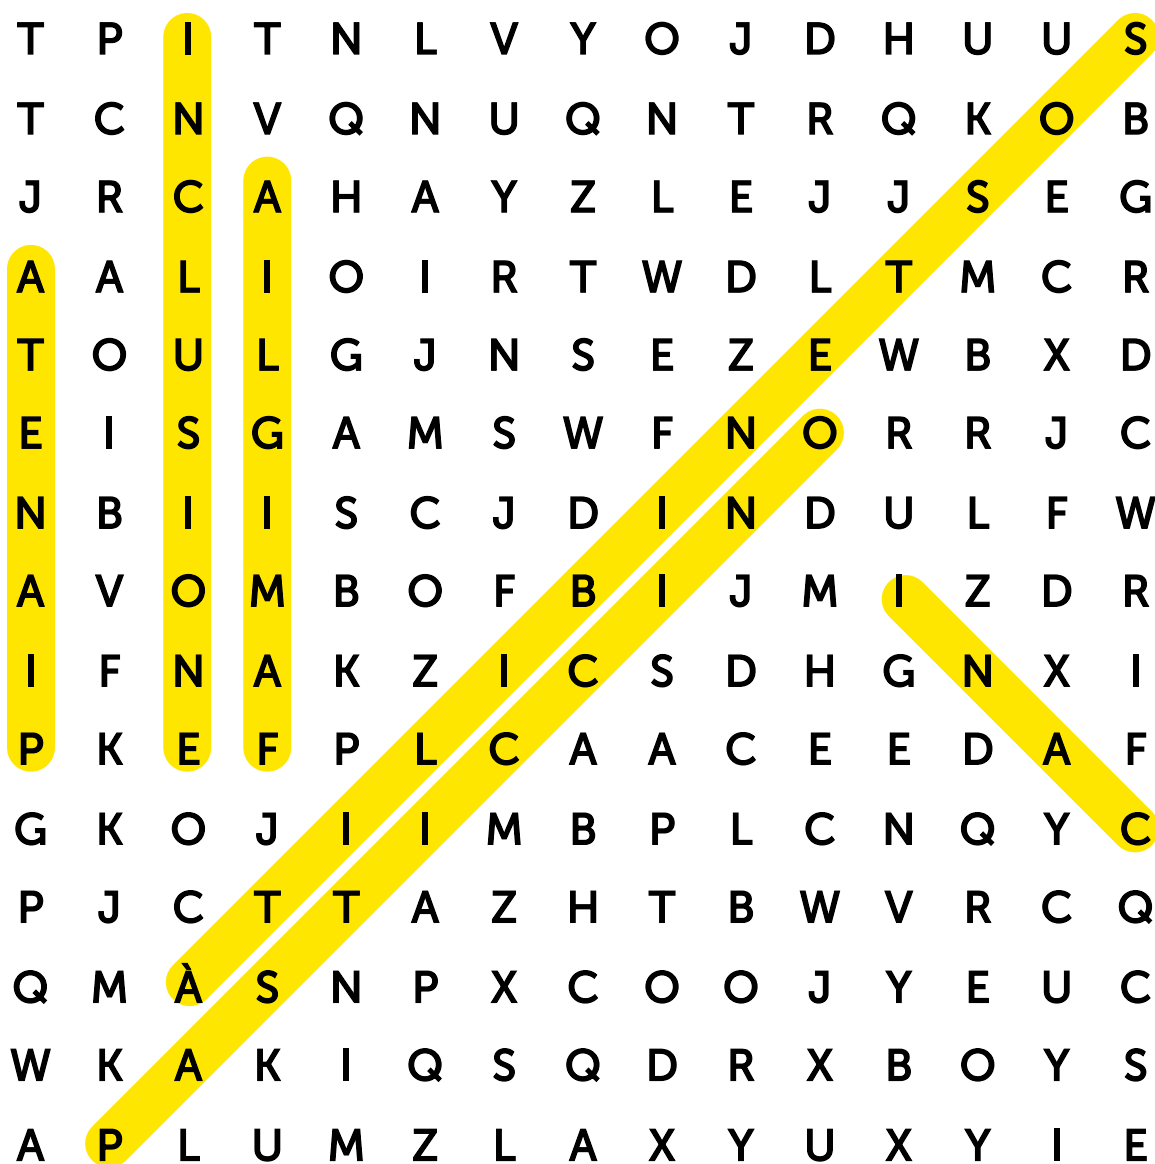 T P I T N L V Y O J D H U U S
T C N V Q N U Q N T R Q K O B
J R C A H A Y Z L E J J S E G
A A L I O I R T W D L T M C R
T O U L G J N S E Z E W B X D
E I S G A M S W F N O R R J C
N B I I S C J D I N D U L F W
A V O M B O F B I J M I Z D R
I F N A K Z I C S D H G N X I
P K E F P L C A A C E E D A F
G K O J I I M B P L C N Q Y C
P J C T T A Z H T B W V R C Q
Q M À S N P X C O O J Y E U C
W K A K I Q S Q D R X B O Y S
A P L U M Z L A X Y U X Y I E